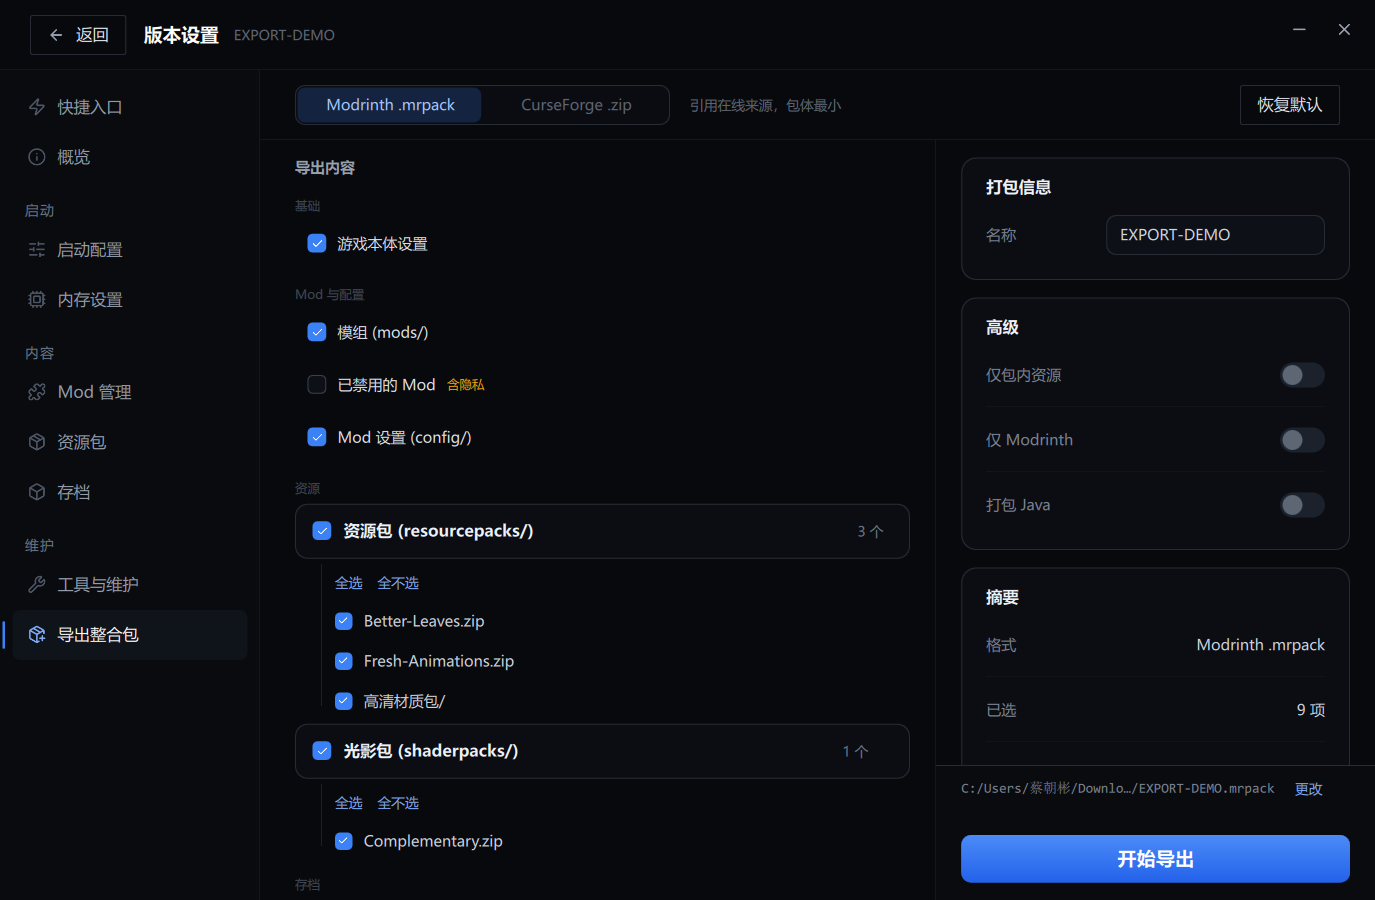 返回
版本设置 EXPORT-DEMO
快捷入口
概览
启动
启动配置
内存设置
内容
Mod 管理
资源包
存档
维护
工具与维护
导出整合包
Modrinth .mrpack
CurseForge .zip
引用在线来源，包体最小
恢复默认
导出内容
基础
游戏本体设置
Mod 与配置
模组 (mods/)
已禁用的 Mod 含隐私
Mod 设置 (config/)
资源
资源包 (resourcepacks/) 3 个
全选 全不选
Better-Leaves.zip
Fresh-Animations.zip
高清材质包/
光影包 (shaderpacks/) 1 个
全选 全不选
Complementary.zip
存档
打包信息
名称 EXPORT-DEMO
高级
仅包内资源
仅 Modrinth
打包 Java
摘要
格式 Modrinth .mrpack
已选 9 项
C:/Users/蔡朝彬/Downlo…/EXPORT-DEMO.mrpack 更改
开始导出